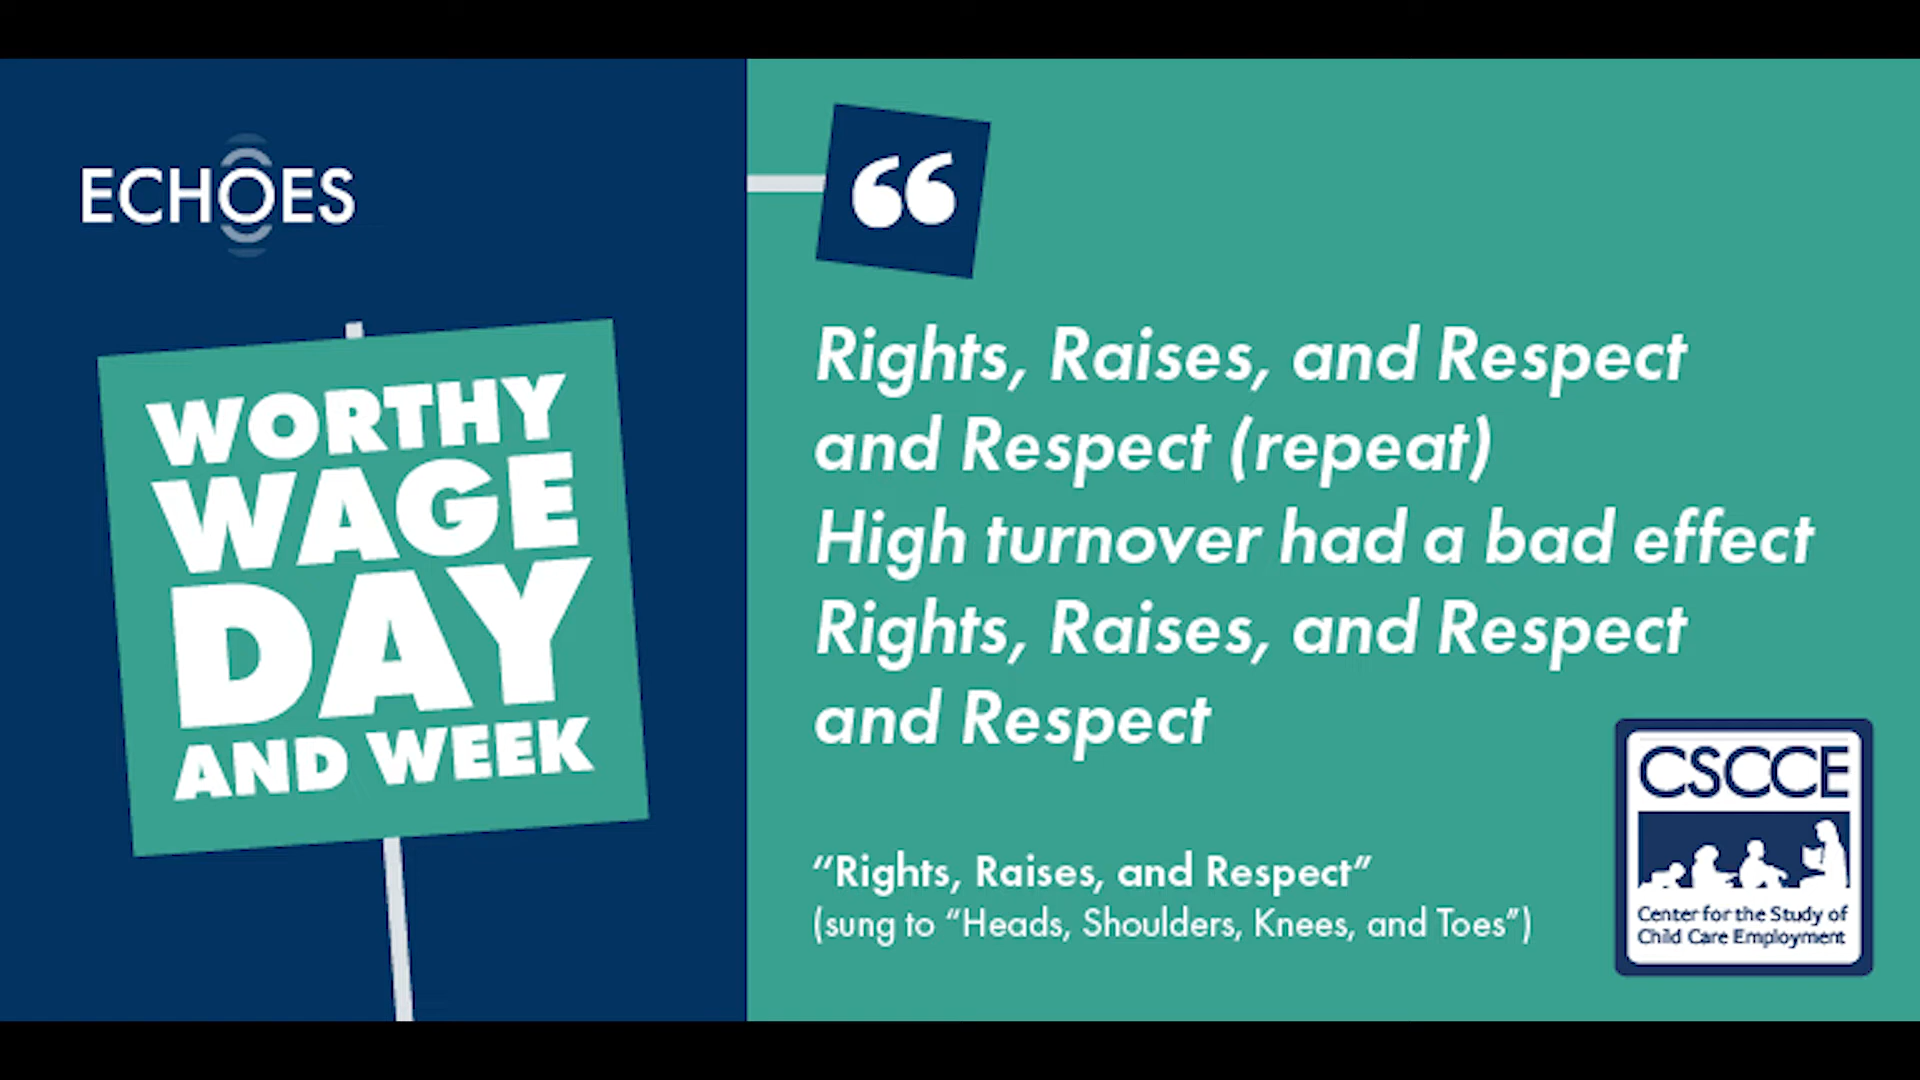 ECHOES
WORTHY
WAGE
DAY
AND WEEK
“
Rights, Raises, and Respect
and Respect (repeat)
High turnover had a bad effect
Rights, Raises, and Respect
and Respect
“Rights, Raises, and Respect”
(sung to “Heads, Shoulders, Knees, and Toes”)
CSCCE
Center for the Study of
Child Care Employment